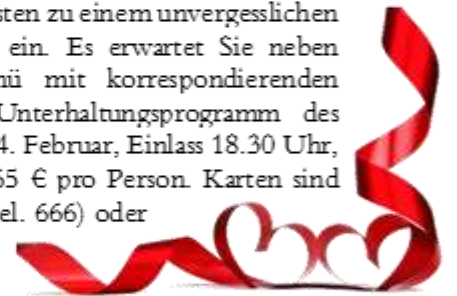 sten zu einem unvergesslichen
ein. Es erwartet Sie neben
nü mit korrespondierenden
Unterhaltungsprogramm des
4. Februar, Einlass 18.30 Uhr,
65 € pro Person. Karten sind
el. 666) oder